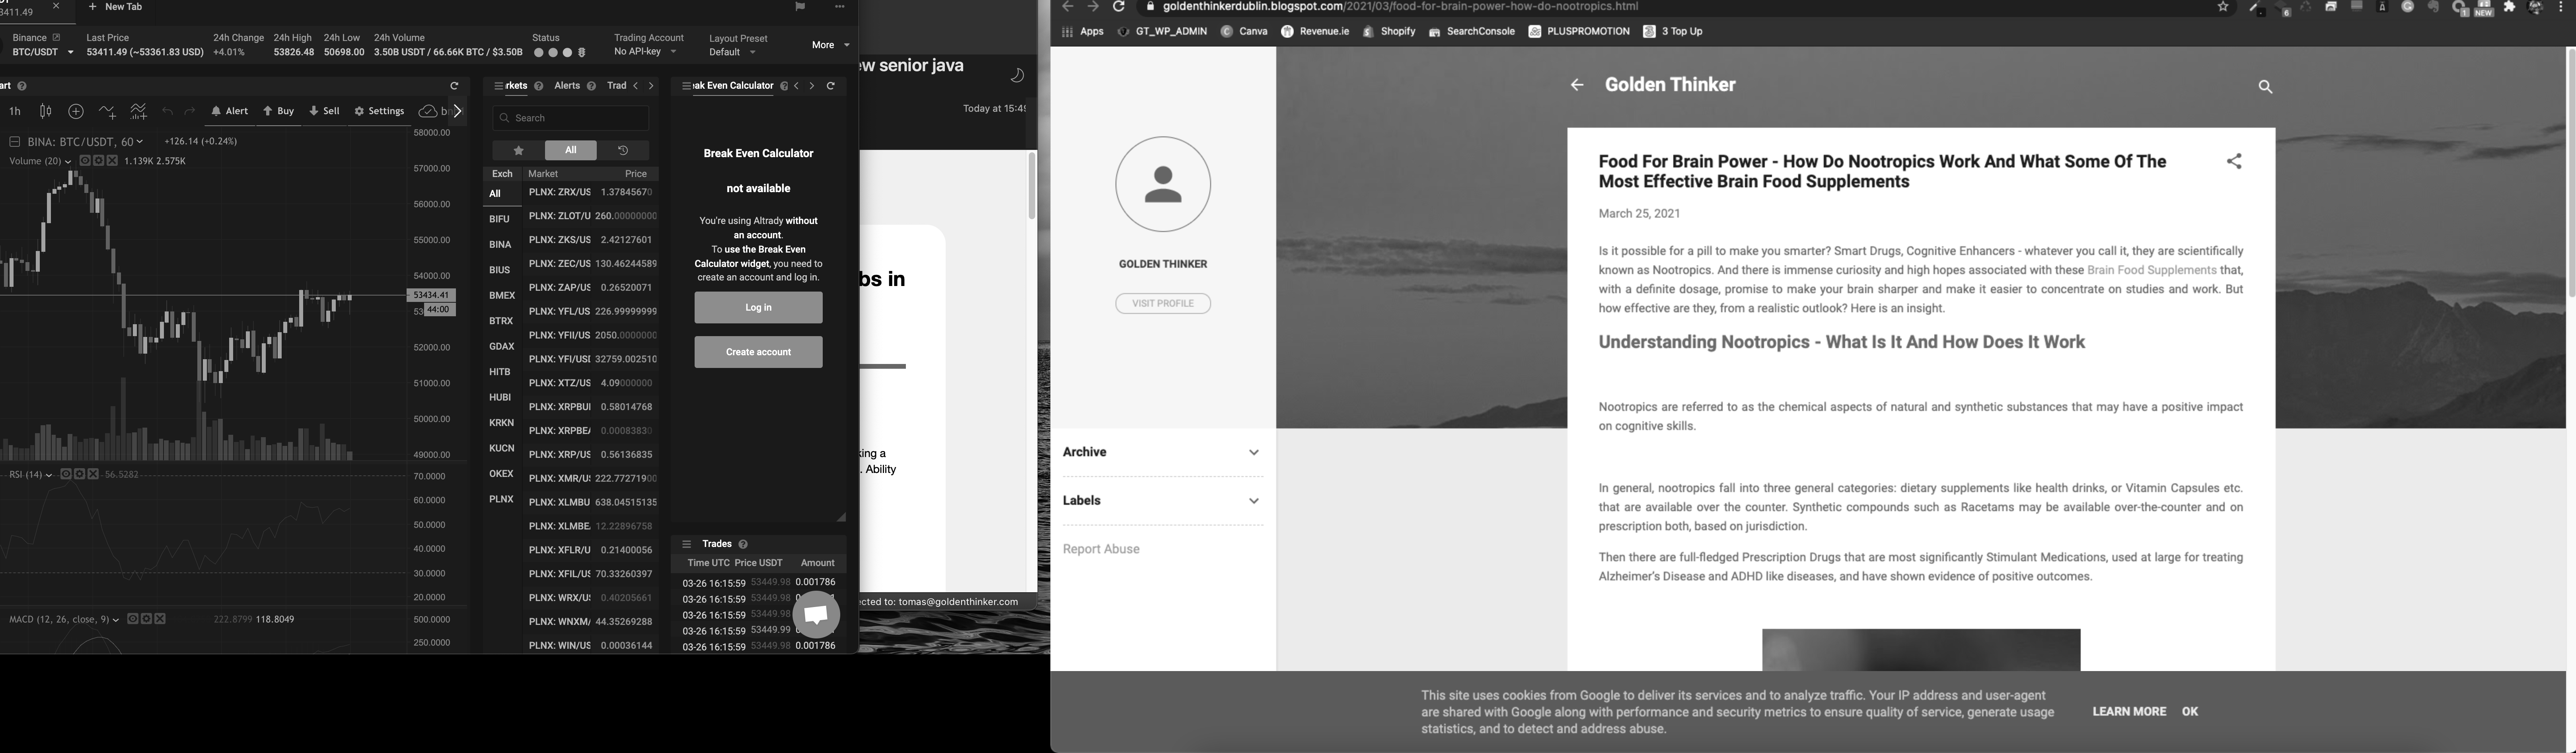 3411.49
New Tab
Binance
BTC/USDT
Last Price
53411.49 (~53361.83 USD)
24h Change
+4.01%
24h High
53826.48
24h Low
50698.00
24h Volume
3.50B USDT / 66.66K BTC / $3.50B
Status
Trading Account
No API-key
Layout Preset
Default
More
art
1h
Alert
Buy
Sell
Settings
BINA: BTC/USDT, 60
+126.14 (+0.24%)
Volume (20)
1.139K 2.575K
58000.00
57000.00
56000.00
55000.00
54000.00
53434.41
53
44:00
52000.00
51000.00
50000.00
49000.00
RSI (14)
56.5282
70.0000
60.0000
50.0000
40.0000
30.0000
20.0000
MACD (12, 26, close, 9)
222.8799 118.8049
500.0000
250.0000
rkets
Alerts
Trad
Search
All
Exch Market Price
All
BIFU
BINA
BIUS
BMEX
BTRX
GDAX
HITB
HUBI
KRKN
KUCN
OKEX
PLNX
PLNX: ZRX/US 1.37845670
PLNX: ZLOT/U 260.00000000
PLNX: ZKS/US 2.42127601
PLNX: ZEC/US 130.46244589
PLNX: ZAP/US 0.26520071
PLNX: YFL/US 226.99999999
PLNX: YFII/US 2050.0000000
PLNX: YFI/USI 32759.002510
PLNX: XTZ/US 4.09000000
PLNX: XRPBUI 0.58014768
PLNX: XRPBE/ 0.00083830
PLNX: XRP/US 0.56136835
PLNX: XMR/US 222.77271900
PLNX: XLMBU 638.04515135
PLNX: XLMBE/ 12.22896758
PLNX: XFLR/U 0.21400056
PLNX: XFIL/US 70.33260397
PLNX: WRX/US 0.40205661
PLNX: WNXM/ 44.35269288
PLNX: WIN/US 0.00036144
eak Even Calculator
Break Even Calculator
not available
You're using Altrady without
an account.
To use the Break Even
Calculator widget, you need to
create an account and log in.
Log in
Create account
Trades
Time UTC Price USDT Amount
03-26 16:15:59 53449.98 0.001786
03-26 16:15:59 53449.98
03-26 16:15:59 53449.98
03-26 16:15:59 53449.99
03-26 16:15:59 53449.98 0.001786
ew senior java
Today at 15:49
bs in
king a
. Ability
ected to: tomas@goldenthinker.com
goldenthinkerdublin.blogspot.com/2021/03/food-for-brain-power-how-do-nootropics.html
6
1
NEW
Apps
GT_WP_ADMIN
Canva
Revenue.ie
Shopify
SearchConsole
PLUSPROMOTION
3 Top Up
Golden Thinker
GOLDEN THINKER
VISIT PROFILE
Archive
Labels
Report Abuse
Food For Brain Power - How Do Nootropics Work And What Some Of The
Most Effective Brain Food Supplements
March 25, 2021
Is it possible for a pill to make you smarter? Smart Drugs, Cognitive Enhancers - whatever you call it, they are scientifically
known as Nootropics. And there is immense curiosity and high hopes associated with these Brain Food Supplements that,
with a definite dosage, promise to make your brain sharper and make it easier to concentrate on studies and work. But
how effective are they, from a realistic outlook? Here is an insight.
Understanding Nootropics - What Is It And How Does It Work
Nootropics are referred to as the chemical aspects of natural and synthetic substances that may have a positive impact
on cognitive skills.
In general, nootropics fall into three general categories: dietary supplements like health drinks, or Vitamin Capsules etc.
that are available over the counter. Synthetic compounds such as Racetams may be available over-the-counter and on
prescription both, based on jurisdiction.
Then there are full-fledged Prescription Drugs that are most significantly Stimulant Medications, used at large for treating
Alzheimer's Disease and ADHD like diseases, and have shown evidence of positive outcomes.
This site uses cookies from Google to deliver its services and to analyze traffic. Your IP address and user-agent
are shared with Google along with performance and security metrics to ensure quality of service, generate usage
statistics, and to detect and address abuse.
LEARN MORE
OK